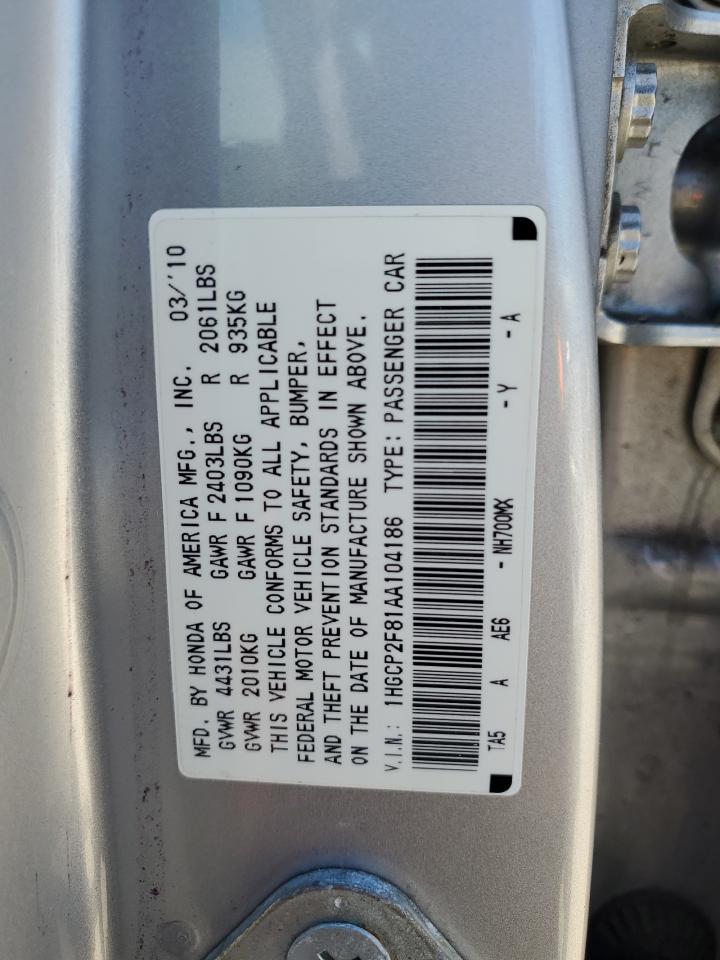 MFD. BY HONDA OF AMERICA MFG., INC. 03/'10
GVWR 4431LBS GAWR F 2403LBS R 2061LBS
GVWR 2010KG GAWR F 1090KG R 935KG
THIS VEHICLE CONFORMS TO ALL APPLICABLE
FEDERAL MOTOR VEHICLE SAFETY, BUMPER,
AND THEFT PREVENTION STANDARDS IN EFFECT
ON THE DATE OF MANUFACTURE SHOWN ABOVE.
V.I.N.: 1HGCP2F81AA104186 TYPE: PASSENGER CAR
TA5 A AE6 - NH700MX - Y - A